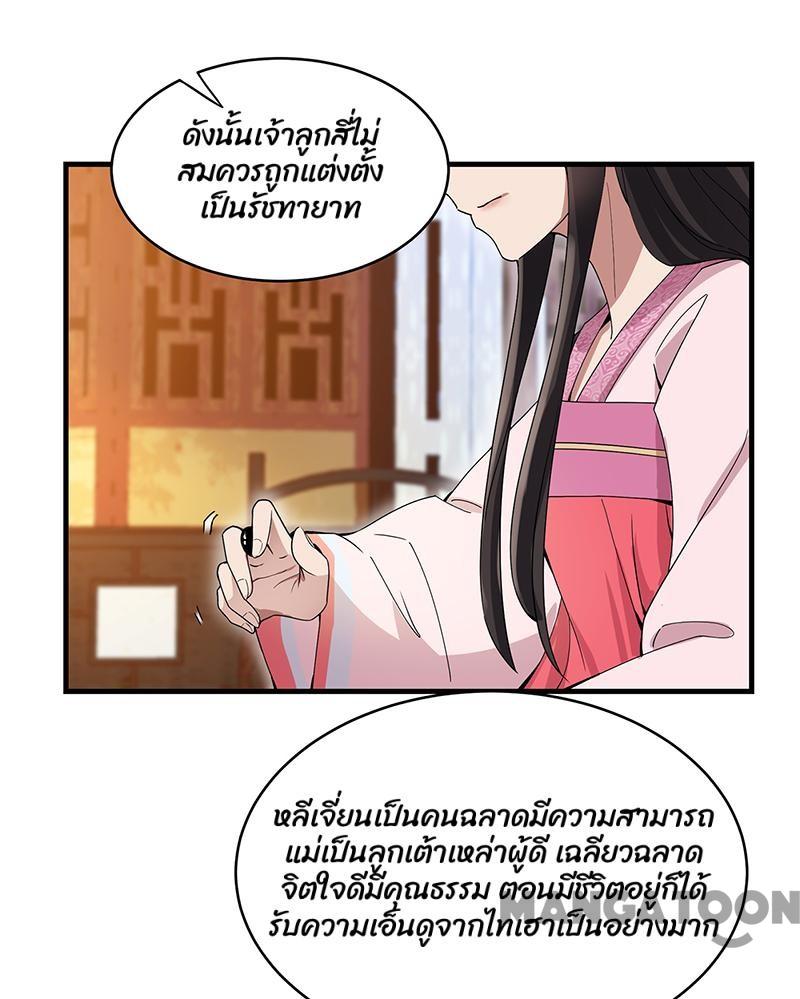 ดังนั้นเจ้าลูกสี่ไม่
สมควรถูกแต่งตั้ง
เป็นรัชทายาท
หลีเจี่ยนเป็นคนฉลาดมีความสามารถ
แม่เป็นลูกเต้าเหล่าผู้ดี เฉลียวฉลาด
จิตใจดีมีคุณธรรม ตอนมีชีวิตอยู่ก็ได้
รับความเอ็นดูจากไทเฮาเป็นอย่างมาก
MANGATOON